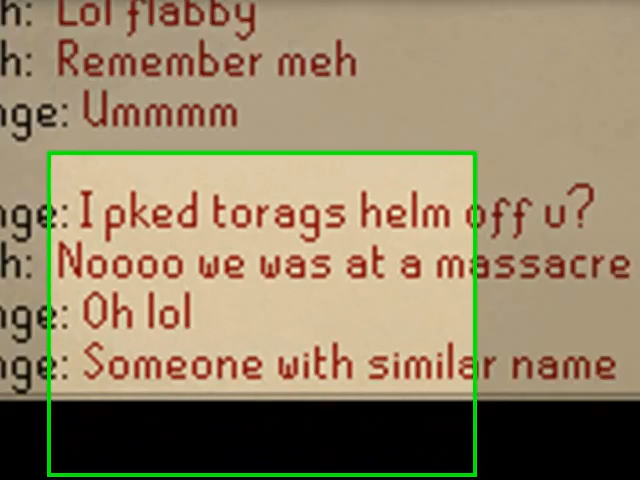 h: Lol flabby
h: Remember meh
nge: Ummmm
nge: I pked torags helm off u?
h: Noooo we was at a massacre
nge: Oh lol
nge: Someone with similar name